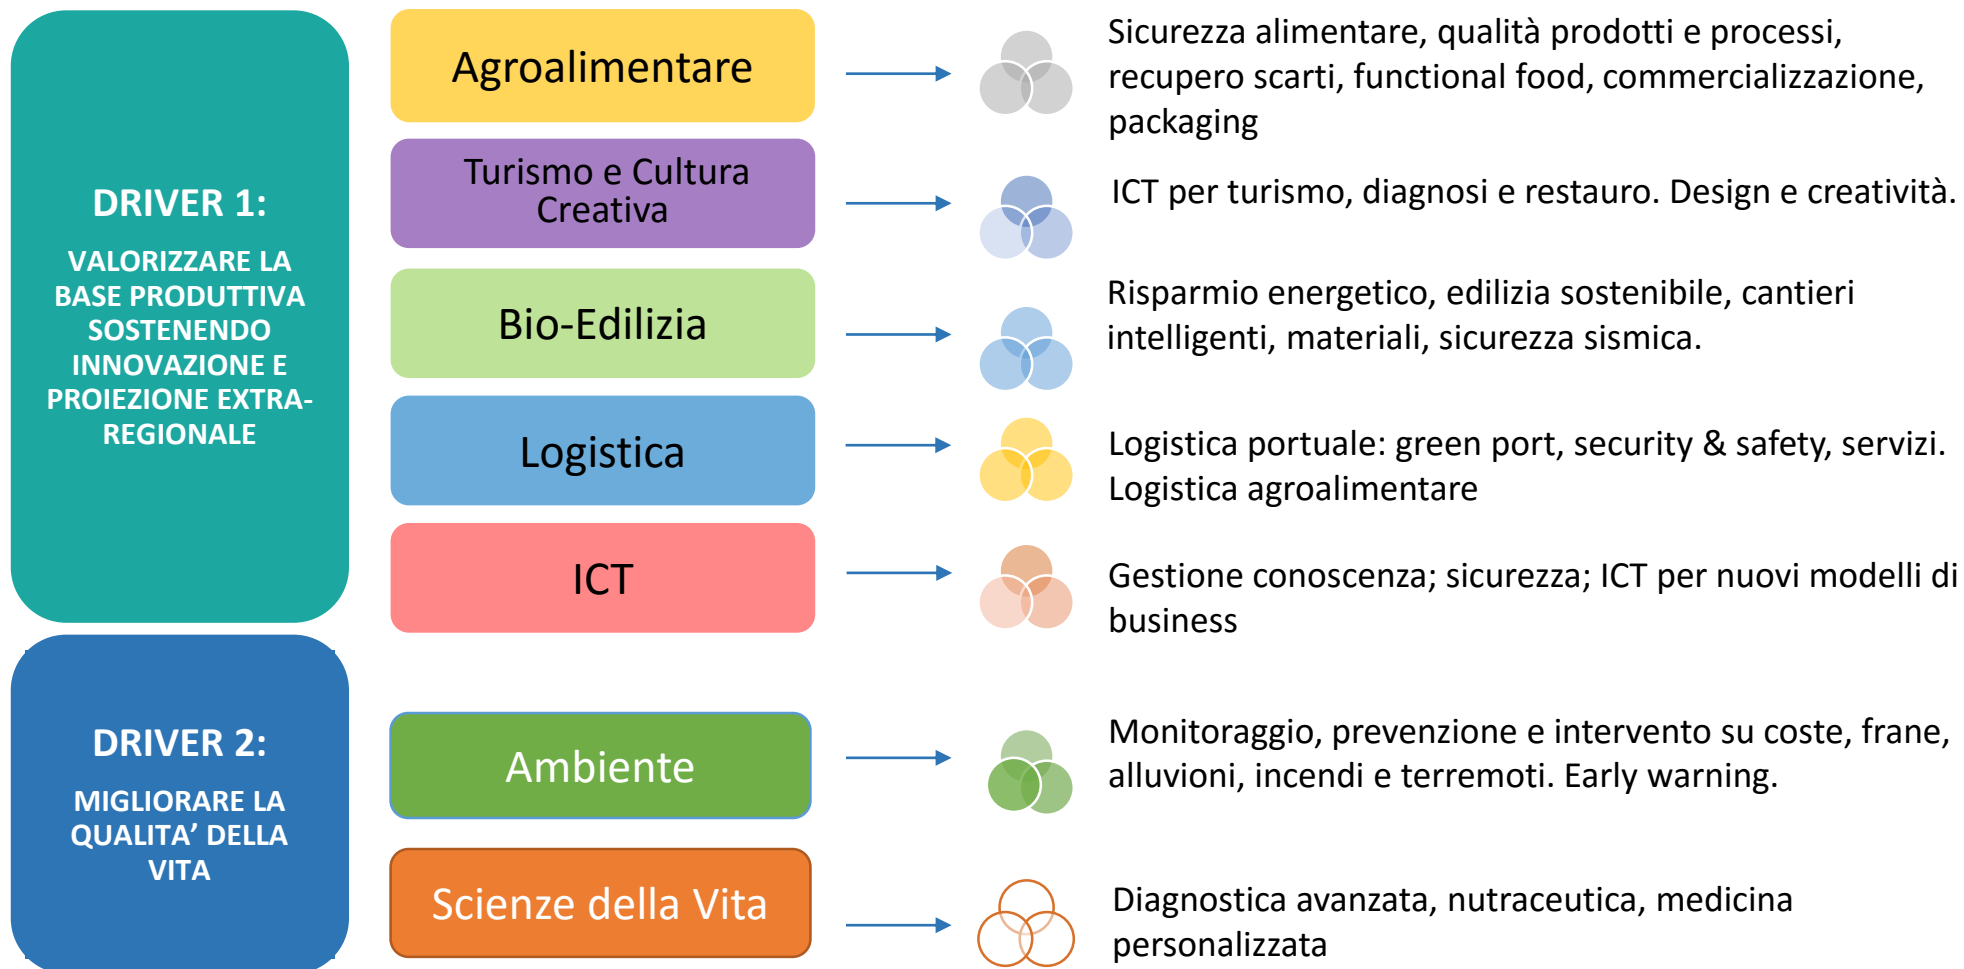 DRIVER 1:
VALORIZZARE LA
BASE PRODUTTIVA
SOSTENENDO
INNOVAZIONE E
PROIEZIONE EXTRA-
REGIONALE
Agroalimentare
Sicurezza alimentare, qualità prodotti e processi,
recupero scarti, functional food, commercializzazione,
packaging
Turismo e Cultura
Creativa
ICT per turismo, diagnosi e restauro. Design e creatività.
Bio-Edilizia
Risparmio energetico, edilizia sostenibile, cantieri
intelligenti, materiali, sicurezza sismica.
Logistica
Logistica portuale: green port, security & safety, servizi.
Logistica agroalimentare
ICT
Gestione conoscenza; sicurezza; ICT per nuovi modelli di
business
DRIVER 2:
MIGLIORARE LA
QUALITA’ DELLA
VITA
Ambiente
Monitoraggio, prevenzione e intervento su coste, frane,
alluvioni, incendi e terremoti. Early warning.
Scienze della Vita
Diagnostica avanzata, nutraceutica, medicina
personalizzata